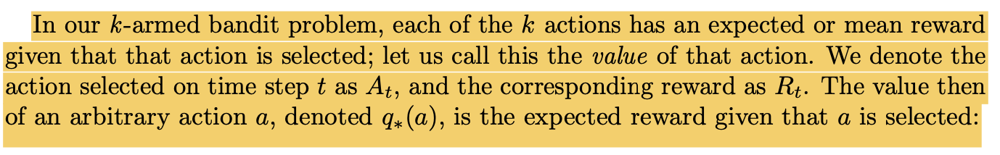 In our k-armed bandit problem, each of the k actions has an expected or mean reward
given that that action is selected; let us call this the value of that action. We denote the
action selected on time step t as Aₜ, and the corresponding reward as Rₜ. The value then
of an arbitrary action a, denoted q∗(a), is the expected reward given that a is selected: